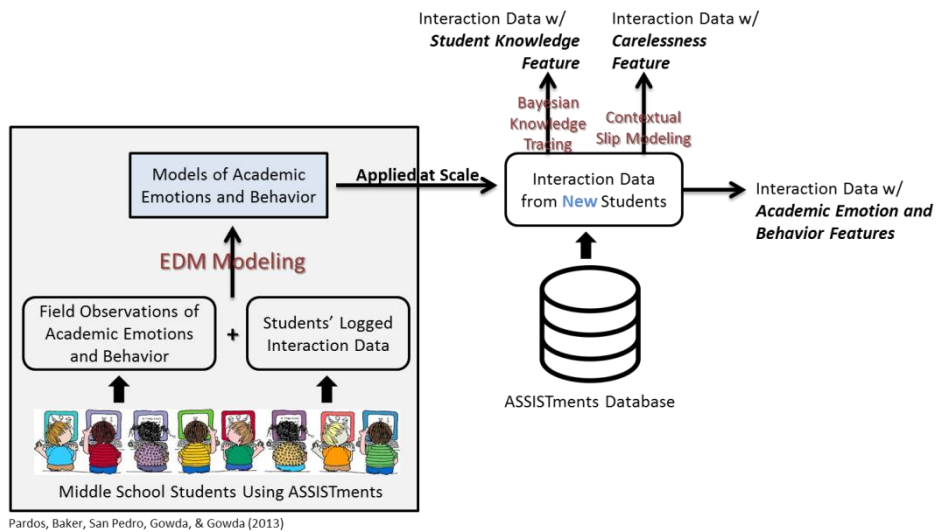 Interaction Data w/
Student Knowledge
Feature
Interaction Data w/
Carelessness
Feature
Bayesian
Knowledge
Tracing
Contextual
Slip Modeling
Models of Academic
Emotions and Behavior
Applied at Scale
Interaction Data
from New Students
Interaction Data w/
Academic Emotion and
Behavior Features
EDM Modeling
Field Observations of
Academic Emotions
and Behavior
+
Students' Logged
Interaction Data
ASSISTments Database
Middle School Students Using ASSISTments
Pardos, Baker, San Pedro, Gowda, & Gowda (2013)